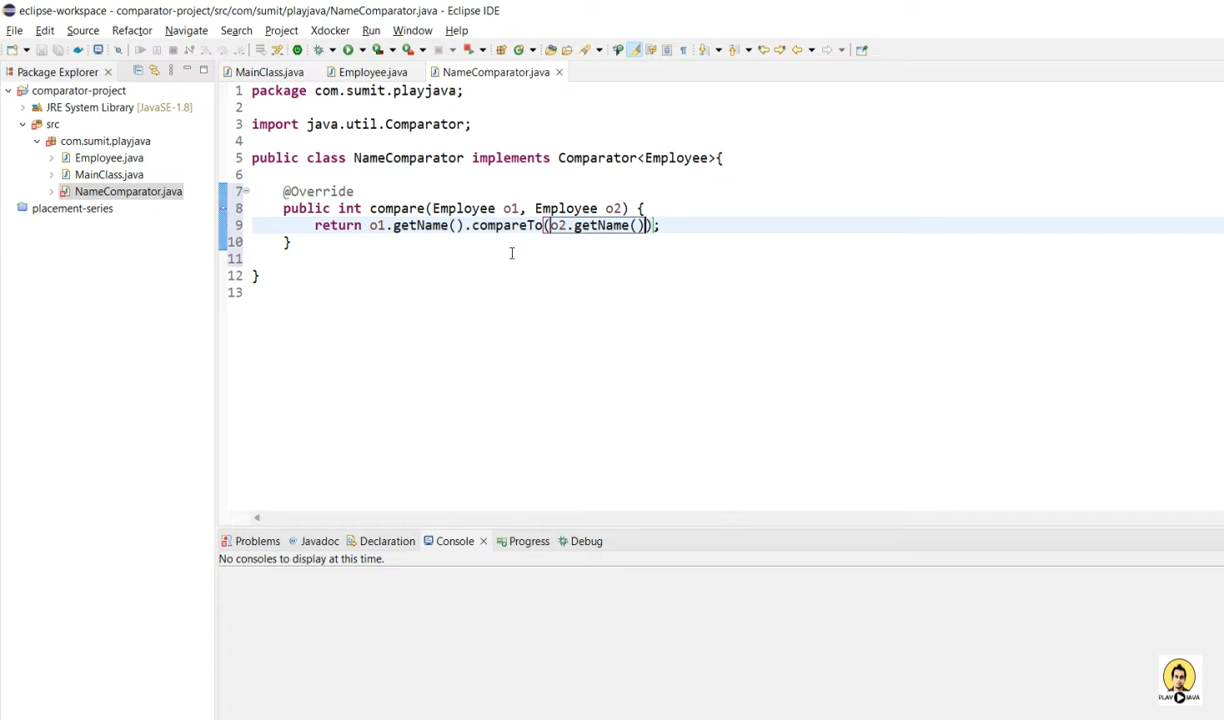 eclipse-workspace - comparator-project/src/com/sumit/playjava/NameComparator.java - Eclipse IDE
File Edit Source Refactor Navigate Search Project Xdocker Run Window Help
Package Explorer
MainClass.java Employee.java NameComparator.java
comparator-project
JRE System Library [JavaSE-1.8]
src
com.sumit.playjava
Employee.java
MainClass.java
NameComparator.java
placement-series
1 package com.sumit.playjava;
2
3 import java.util.Comparator;
4
5 public class NameComparator implements Comparator<Employee>{
6
7 @Override
8 public int compare(Employee o1, Employee o2) {
9 return o1.getName().compareTo(o2.getName());
10 }
11
12 }
13
Problems Javadoc Declaration Console Progress Debug
No consoles to display at this time.
PLAY JAVA